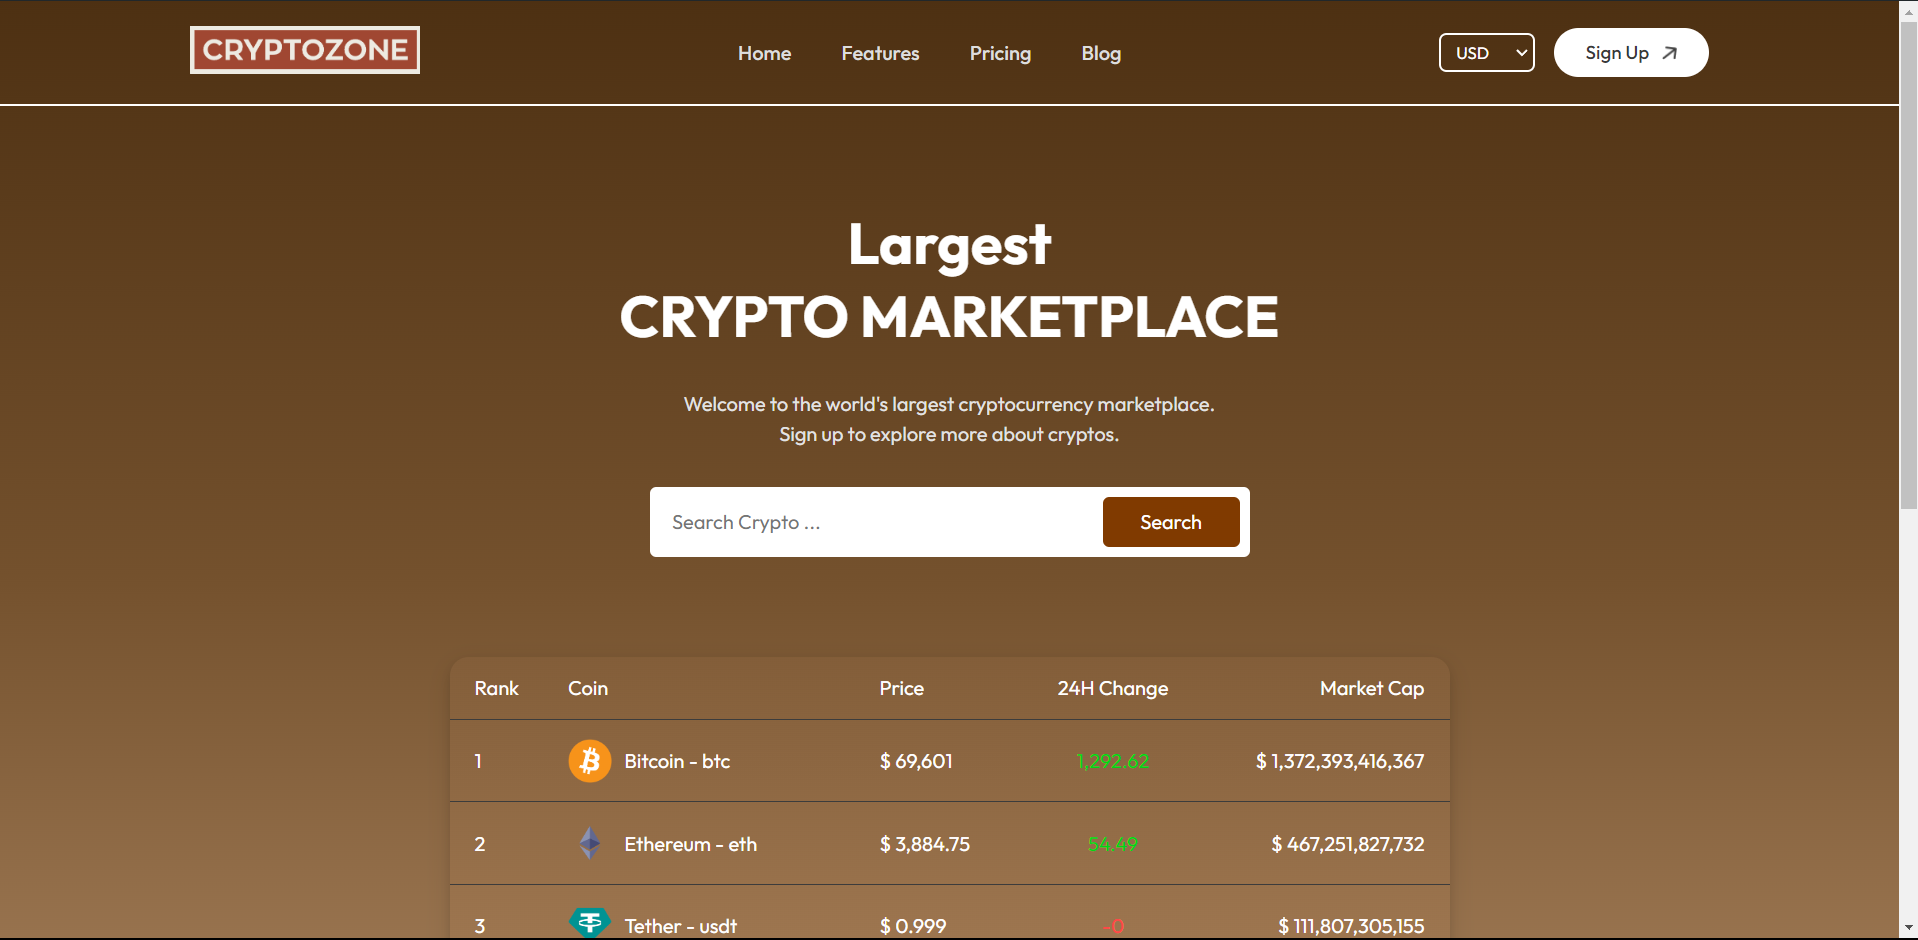 CRYPTOZONE
Home Features Pricing Blog
USD
Sign Up
Largest
CRYPTO MARKETPLACE
Welcome to the world's largest cryptocurrency marketplace.
Sign up to explore more about cryptos.
Search Crypto ... Search
Rank Coin Price 24H Change Market Cap
1 Bitcoin - btc $ 69,601 1,292.62 $ 1,372,393,416,367
2 Ethereum - eth $ 3,884.75 54.49 $ 467,251,827,732
3 Tether - usdt $ 0.999 -0 $ 111,807,305,155